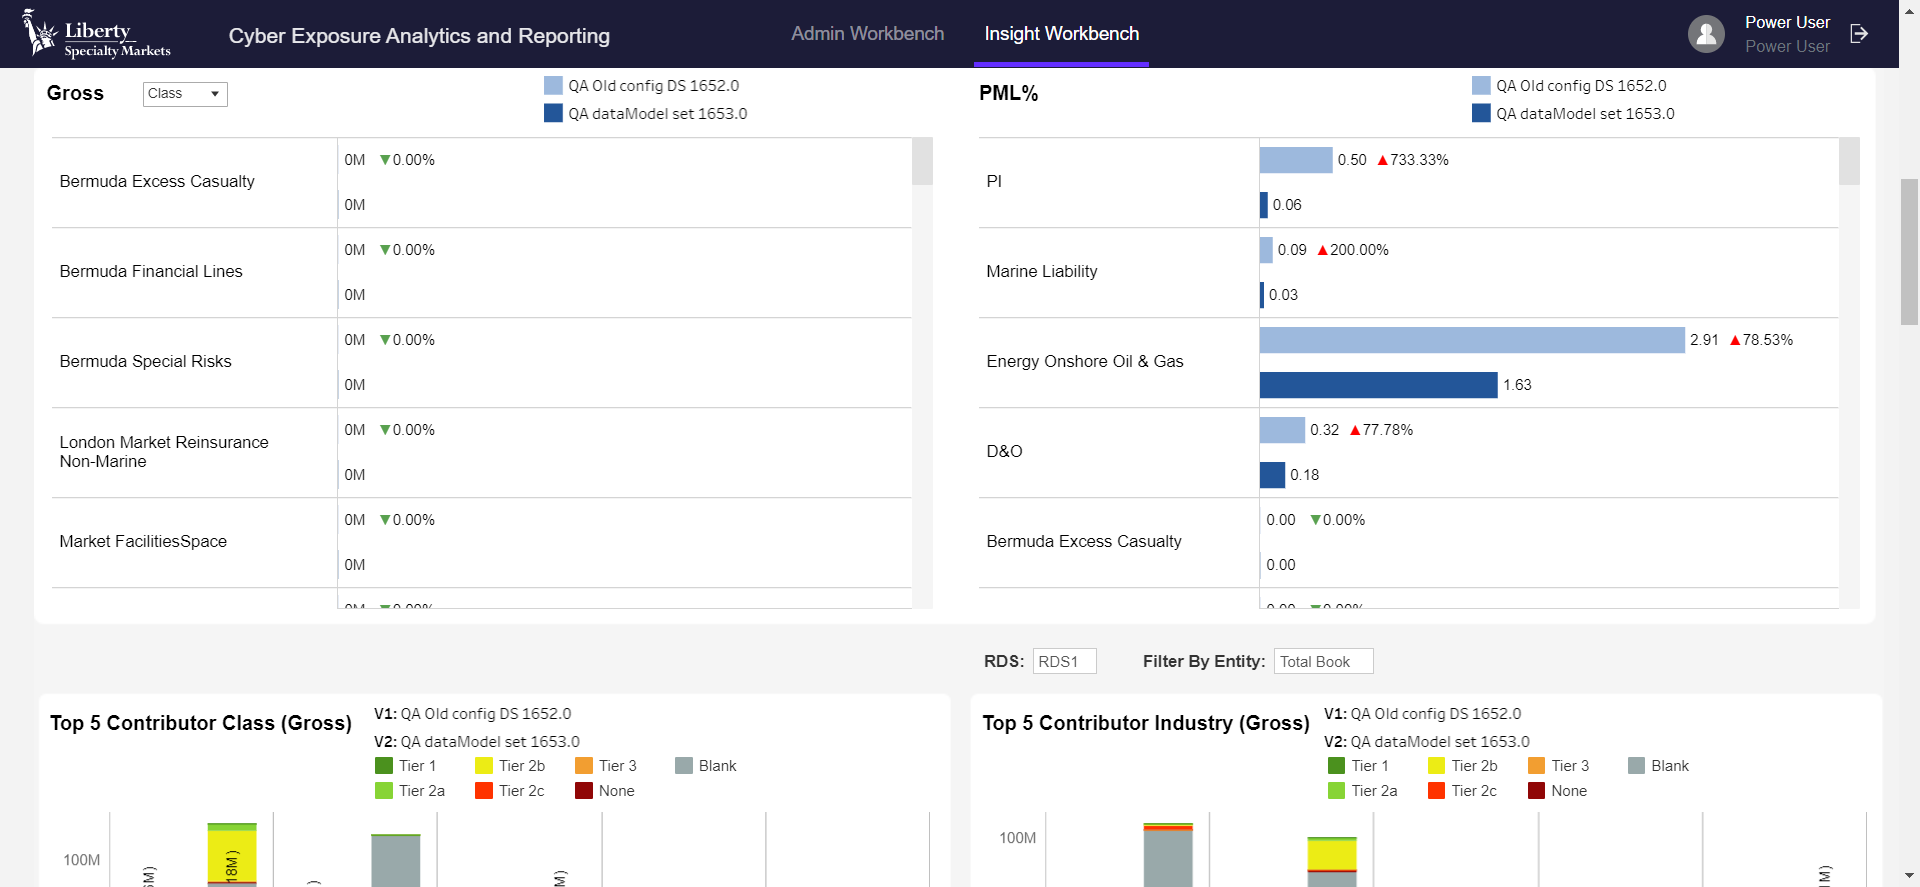 Liberty
Specialty Markets
Cyber Exposure Analytics and Reporting
Admin Workbench
Insight Workbench
Power User
Power User
Gross
Class
QA Old config DS 1652.0
QA dataModel set 1653.0
Bermuda Excess Casualty
0M ▼0.00%
0M
Bermuda Financial Lines
0M ▼0.00%
0M
Bermuda Special Risks
0M ▼0.00%
0M
London Market Reinsurance
Non-Marine
0M ▼0.00%
0M
Market FacilitiesSpace
0M ▼0.00%
0M
0M ▼0.00%
PML%
QA Old config DS 1652.0
QA dataModel set 1653.0
PI
0.50 ▲733.33%
0.06
Marine Liability
0.09 ▲200.00%
0.03
Energy Onshore Oil & Gas
2.91 ▲78.53%
1.63
D&O
0.32 ▲77.78%
0.18
Bermuda Excess Casualty
0.00 ▼0.00%
0.00
0.00 ▼0.00%
RDS: RDS1
Filter By Entity: Total Book
Top 5 Contributor Class (Gross)
V1: QA Old config DS 1652.0
V2: QA dataModel set 1653.0
Tier 1 Tier 2b Tier 3 Blank
Tier 2a Tier 2c None
100M
18M)
Top 5 Contributor Industry (Gross)
V1: QA Old config DS 1652.0
V2: QA dataModel set 1653.0
Tier 1 Tier 2b Tier 3 Blank
Tier 2a Tier 2c None
100M